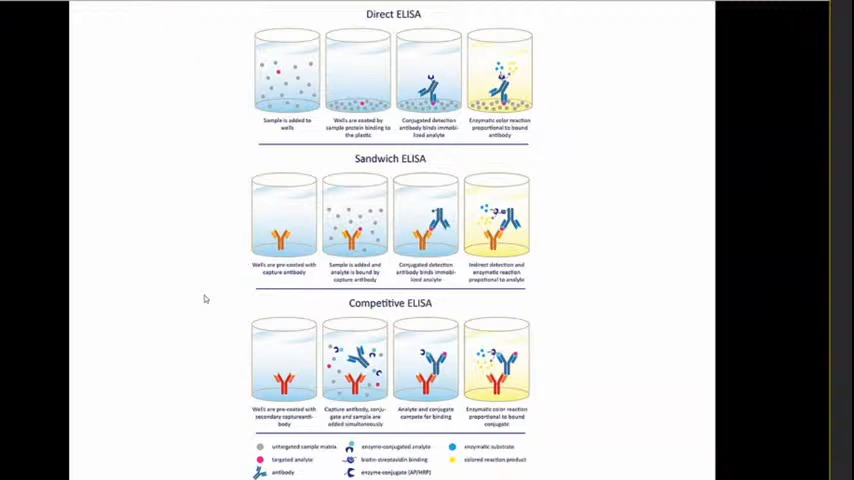 Direct ELISA
Sample is added to
wells
Wells are coated by
sample protein binding to
the plastic
Conjugated detection
antibody binds immobi-
lized analyte
Enzymatic color reaction
proportional to bound
antibody
Sandwich ELISA
Wells are pre-coated with
capture antibody
Sample is added and
analyte is bound by
capture antibody
Conjugated detection
antibody binds immobi-
lized analyte
Indirect detection and
enzymatic reaction
proportional to analyte
Competitive ELISA
Wells are pre-coated with
secondary captureanti-
body
Capture antibody, conju-
gate and sample are
added simultaneously
Analyte and conjugate
compete for binding
Enzymatic color reaction
proportional to bound
conjugate
untargeted sample matrix
enzyme-conjugated analyte
enzymatic substrate
targeted analyte
biotin-streptavidin binding
colored reaction product
antibody
enzyme conjugate (AP/HRP)